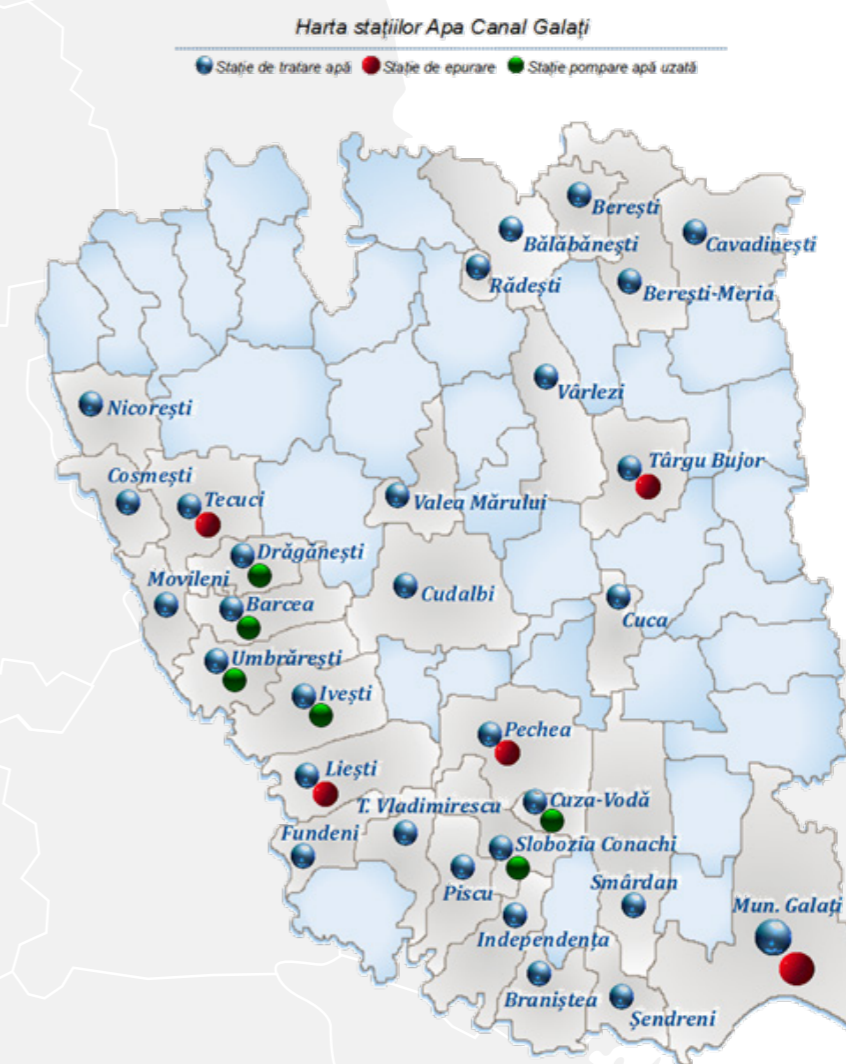 Harta stațiilor Apa Canal Galați
Stație de tratare apă Stație de epurare Stație pompare apă uzată
Berești
Bălăbănești
Cavadinești
Rădești
Berești-Meria
Vârlezi
Nicorești
Târgu Bujor
Cosmești
Tecuci
Valea Mărului
Drăgănești
Movileni
Barcea
Cudalbi
Cuca
Umbrărești
Ivești
Pechea
Liești
T. Vladimirescu
Cuza-Vodă
Fundeni
Slobozia Conachi
Piscu
Smârdan
Mun. Galați
Independența
Braniștea
Șendreni